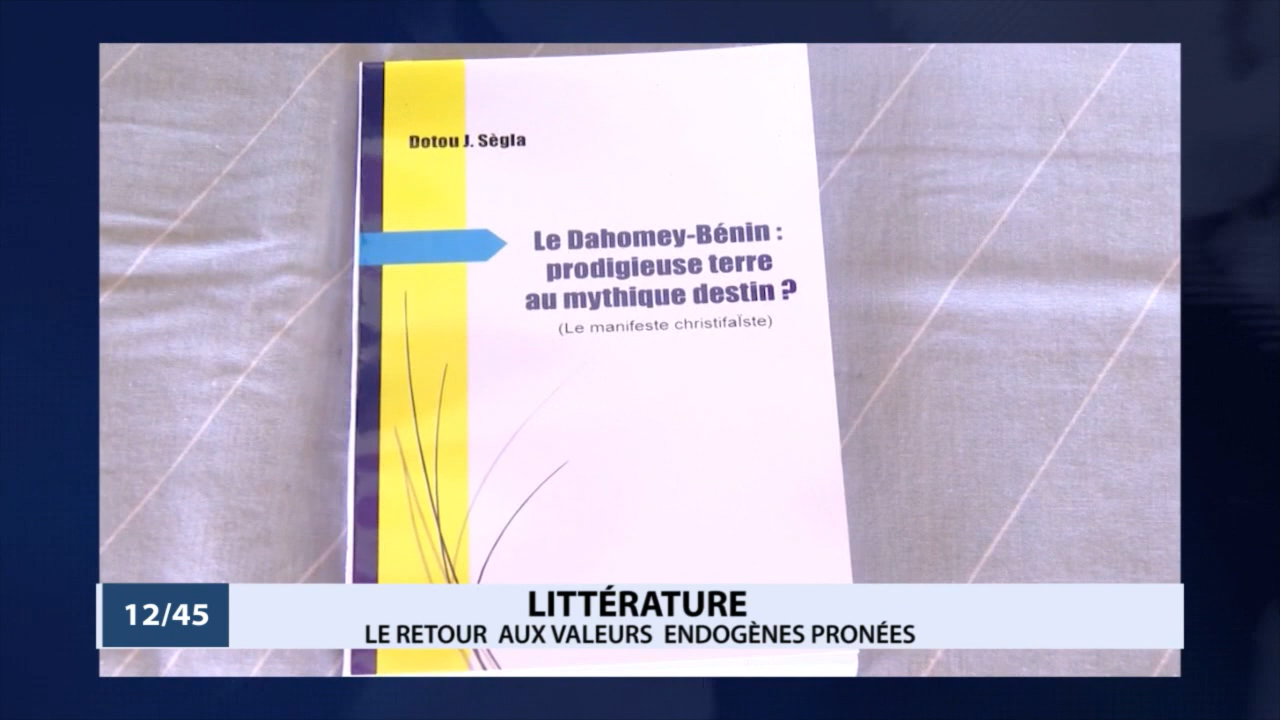 Dotou J. Sègla
Le Dahomey-Bénin :
prodigieuse terre
au mythique destin ?
(Le manifeste christifaÏste)
12/45
LITTÉRATURE
LE RETOUR AUX VALEURS ENDOGÈNES PRONÉES